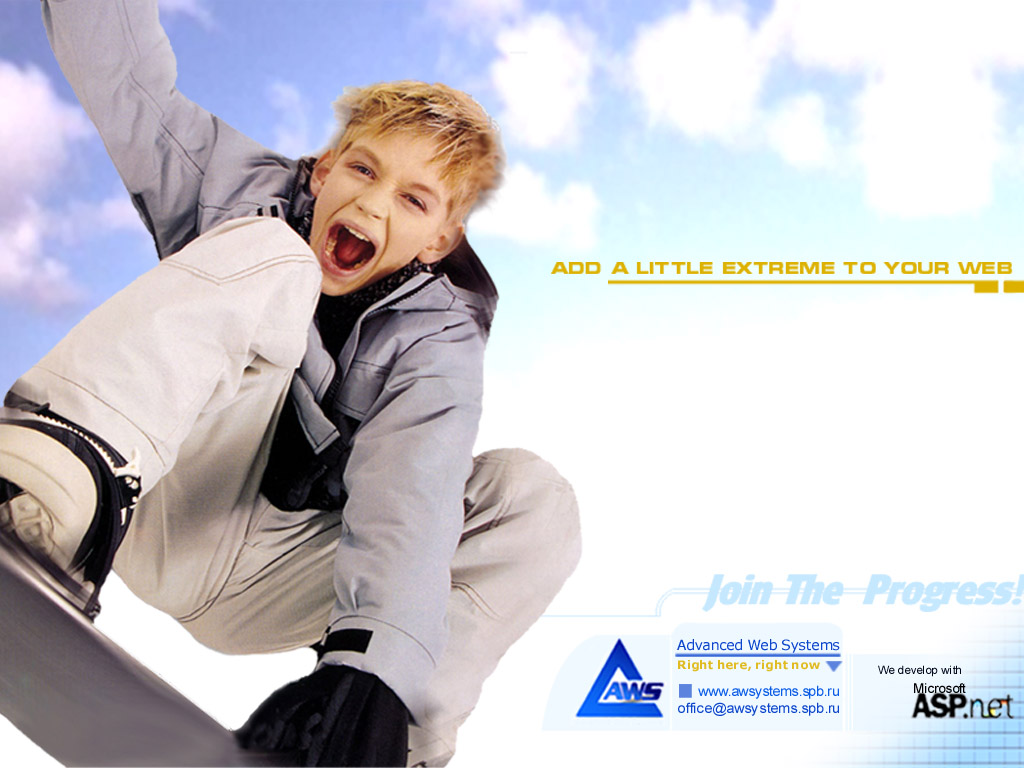 ADD A LITTLE EXTREME TO YOUR WEB
Join The Progress!
AWS
Advanced Web Systems
Right here, right now
www.awsystems.spb.ru
office@awsystems.spb.ru
We develop with
Microsoft
ASP.net